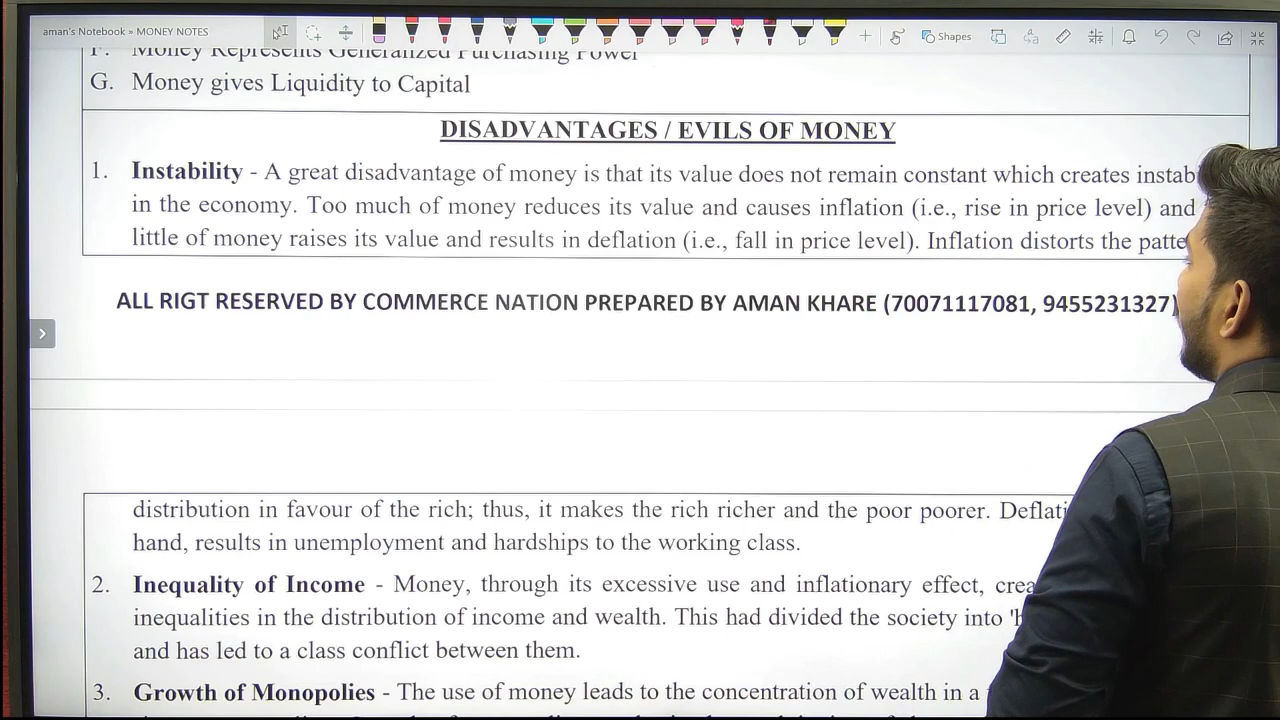 aman's Notebook » MONEY NOTES
Shapes
F. Money Represents Generalized Purchasing Power
G. Money gives Liquidity to Capital
DISADVANTAGES / EVILS OF MONEY
1. Instability - A great disadvantage of money is that its value does not remain constant which creates
in the economy. Too much of money reduces its value and causes inflation (i.e., rise in price level) and
little of money raises its value and results in deflation (i.e., fall in price level). Inflation distorts the
ALL RIGT RESERVED BY COMMERCE NATION PREPARED BY AMAN KHARE (70071117081, 9455231327)
distribution in favour of the rich; thus, it makes the rich richer and the poor poorer.
hand, results in unemployment and hardships to the working class.
2. Inequality of Income - Money, through its excessive use and inflationary effect,
inequalities in the distribution of income and wealth. This had divided the society into
and has led to a class conflict between them.
3. Growth of Monopolies - The use of money leads to the concentration of wealth in a